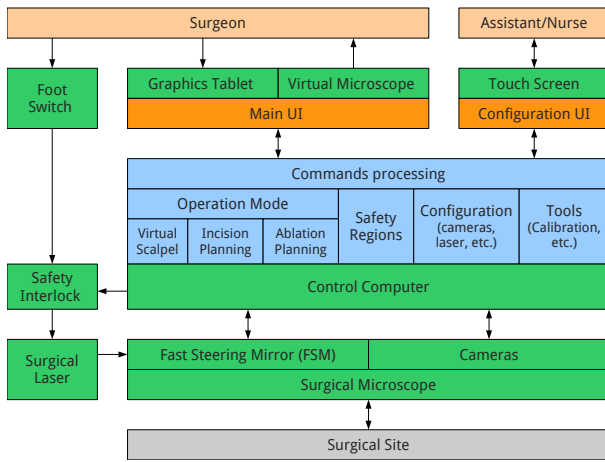 Surgeon
Assistant/Nurse
Foot
Switch
Graphics Tablet
Virtual Microscope
Touch Screen
Main UI
Configuration UI
Commands processing
Operation Mode
Virtual
Scalpel
Incision
Planning
Ablation
Planning
Safety
Regions
Configuration
(cameras,
laser, etc.)
Tools
(Calibration,
etc.)
Safety
Interlock
Control Computer
Surgical
Laser
Fast Steering Mirror (FSM)
Cameras
Surgical Microscope
Surgical Site